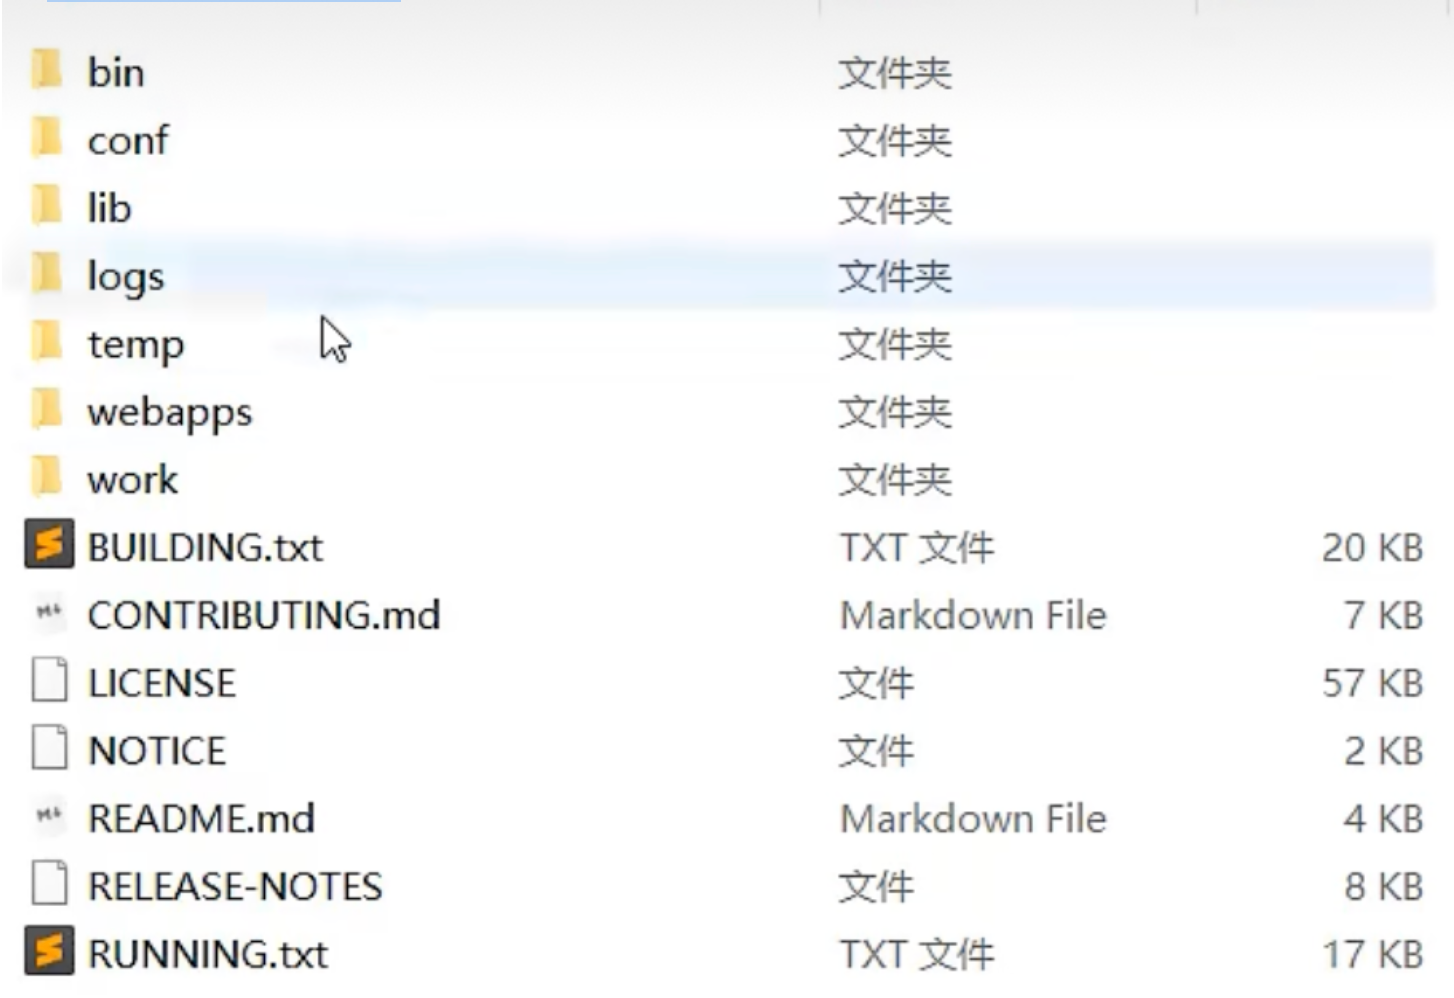 bin 文件夹
conf 文件夹
lib 文件夹
logs 文件夹
temp 文件夹
webapps 文件夹
work 文件夹
BUILDING.txt TXT 文件 20 KB
CONTRIBUTING.md Markdown File 7 KB
LICENSE 文件 57 KB
NOTICE 文件 2 KB
README.md Markdown File 4 KB
RELEASE-NOTES 文件 8 KB
RUNNING.txt TXT 文件 17 KB